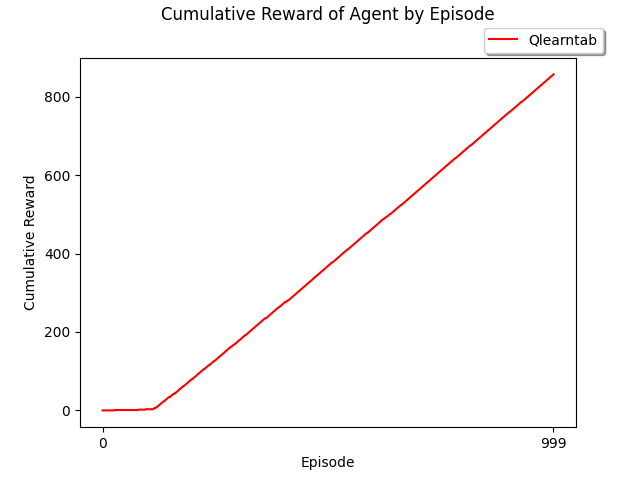 Cumulative Reward of Agent by Episode
Qlearntab
800
600
400
200
0
Cumulative Reward
0
999
Episode